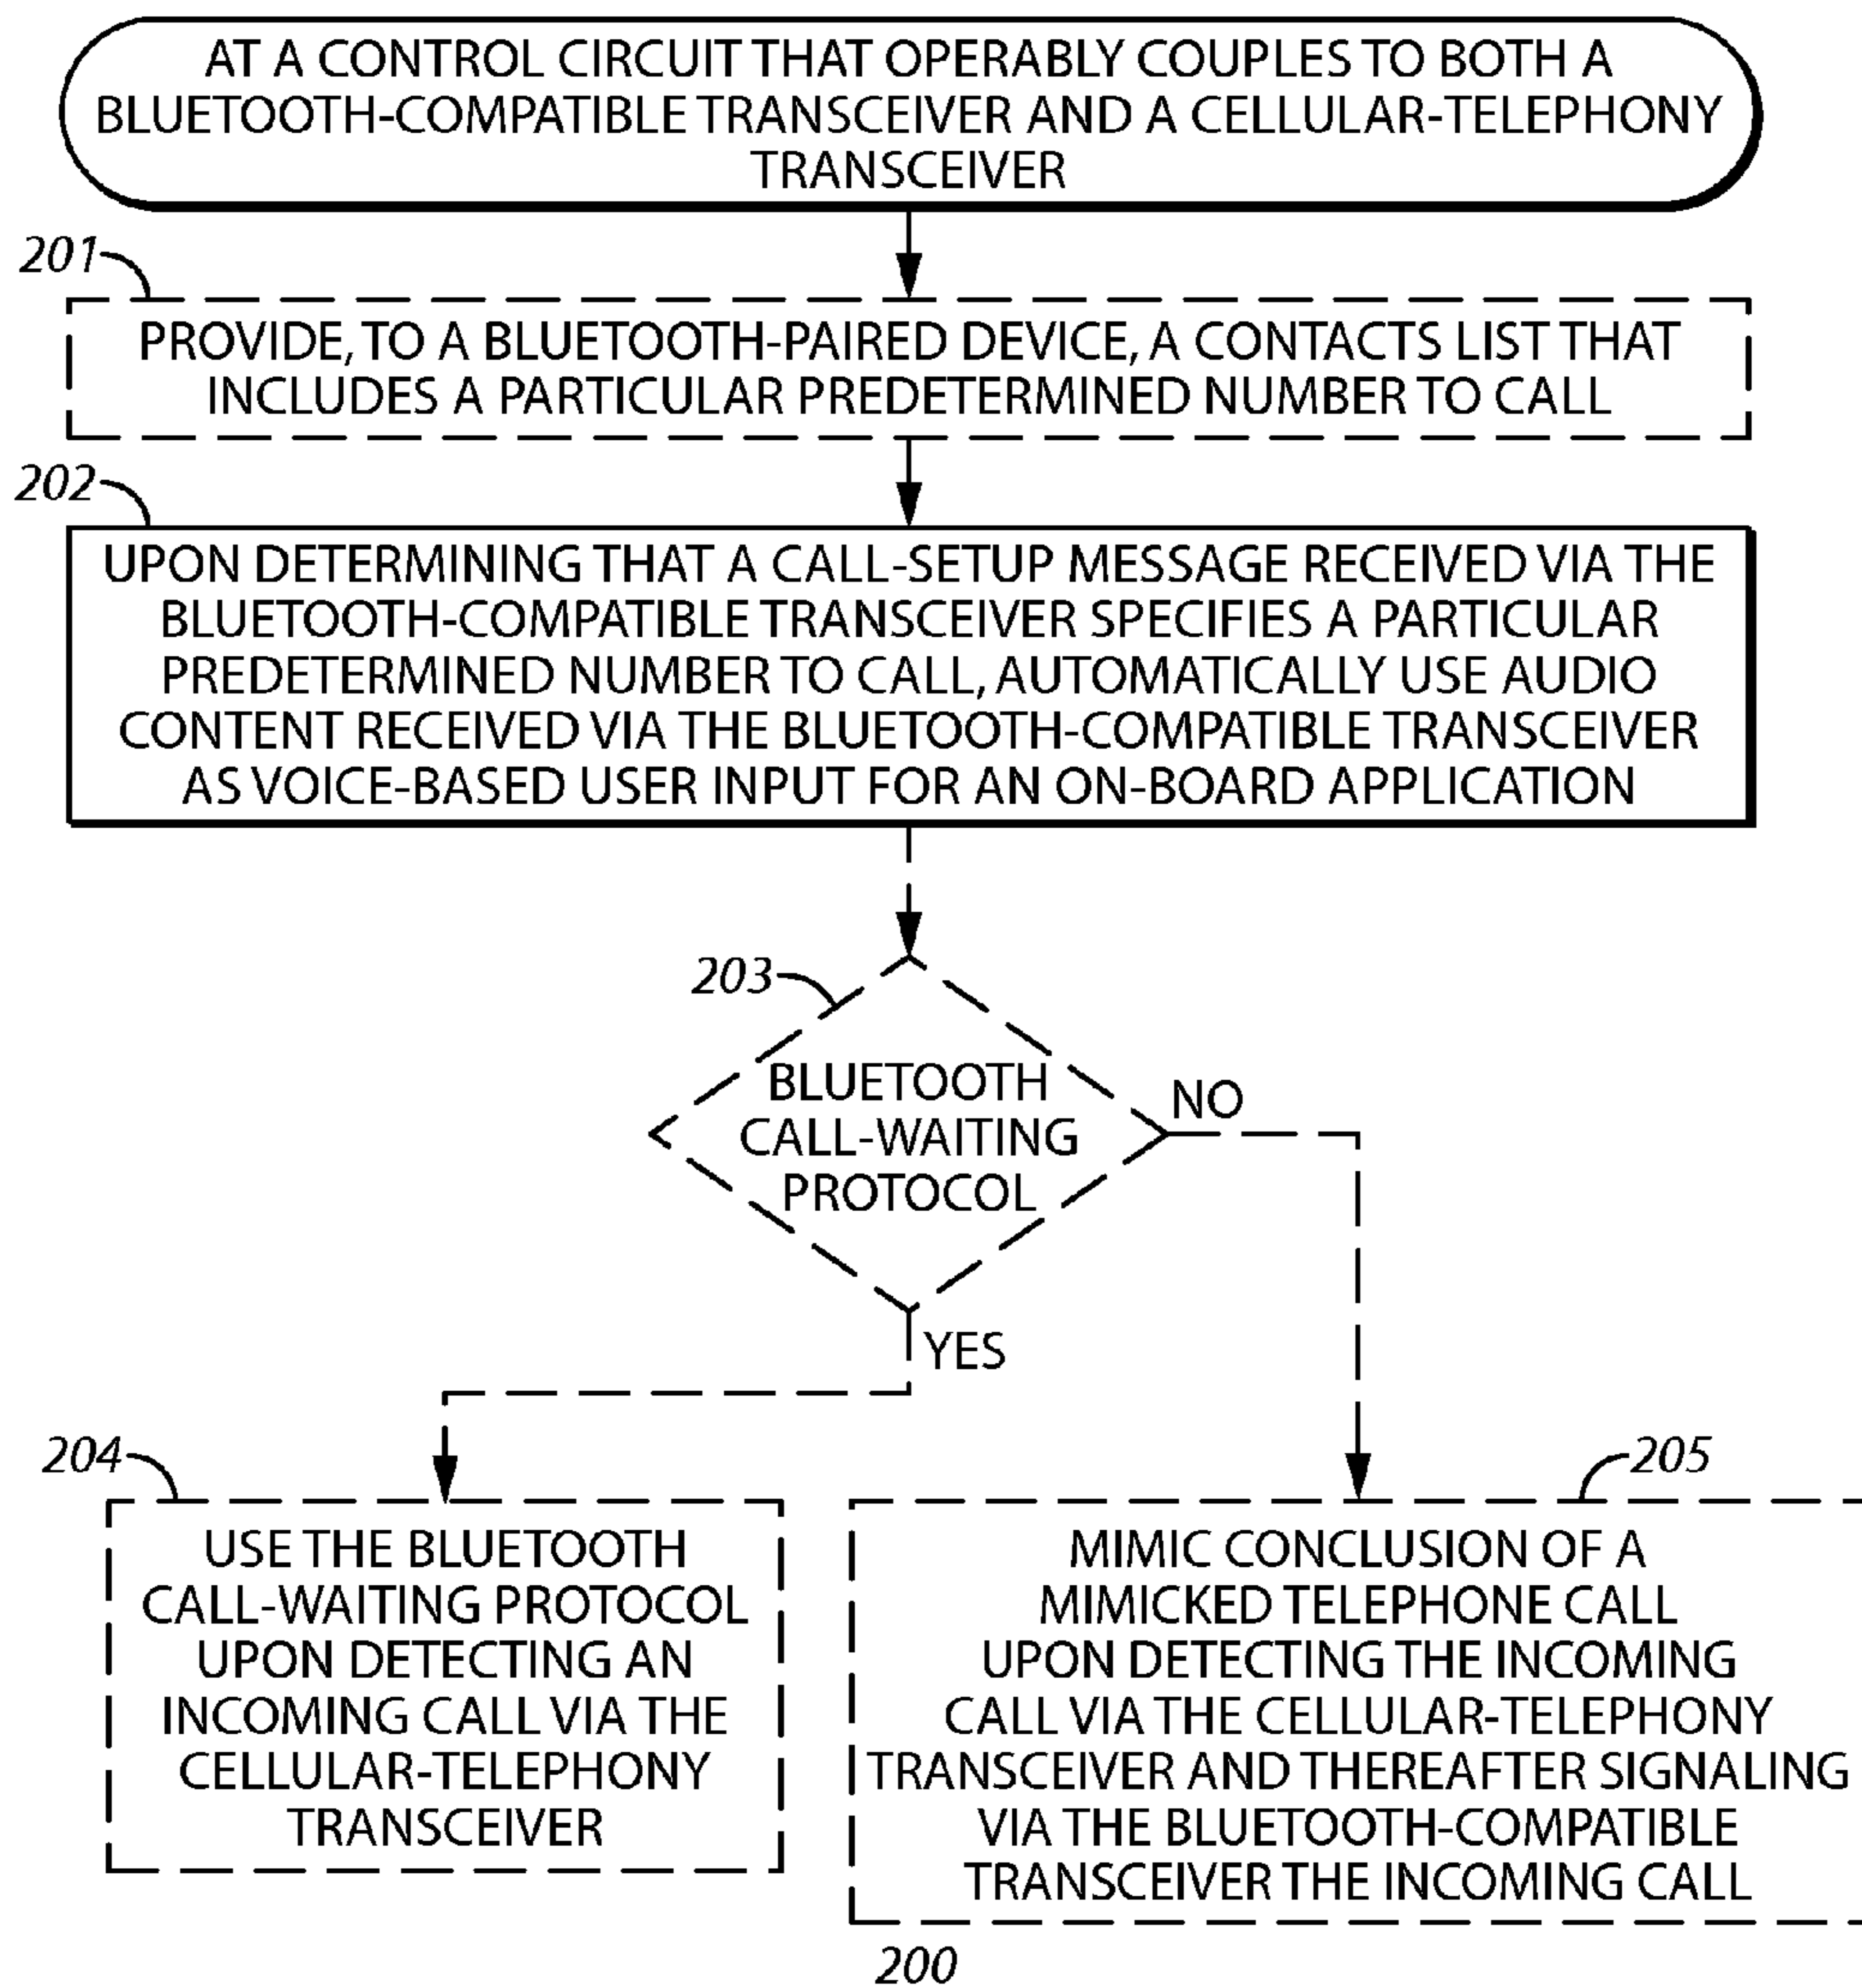 AT A CONTROL CIRCUIT THAT OPERABLY COUPLES TO BOTH A
BLUETOOTH-COMPATIBLE TRANSCEIVER AND A CELLULAR-TELEPHONY
TRANSCEIVER
201
PROVIDE, TO A BLUETOOTH-PAIRED DEVICE, A CONTACTS LIST THAT
INCLUDES A PARTICULAR PREDETERMINED NUMBER TO CALL
202
UPON DETERMINING THAT A CALL-SETUP MESSAGE RECEIVED VIA THE
BLUETOOTH-COMPATIBLE TRANSCEIVER SPECIFIES A PARTICULAR
PREDETERMINED NUMBER TO CALL, AUTOMATICALLY USE AUDIO
CONTENT RECEIVED VIA THE BLUETOOTH-COMPATIBLE TRANSCEIVER
AS VOICE-BASED USER INPUT FOR AN ON-BOARD APPLICATION
203
BLUETOOTH
CALL-WAITING
PROTOCOL
NO
YES
204
USE THE BLUETOOTH
CALL-WAITING PROTOCOL
UPON DETECTING AN
INCOMING CALL VIA THE
CELLULAR-TELEPHONY
TRANSCEIVER
205
MIMIC CONCLUSION OF A
MIMICKED TELEPHONE CALL
UPON DETECTING THE INCOMING
CALL VIA THE CELLULAR-TELEPHONY
TRANSCEIVER AND THEREAFTER SIGNALING
VIA THE BLUETOOTH-COMPATIBLE
TRANSCEIVER THE INCOMING CALL
200